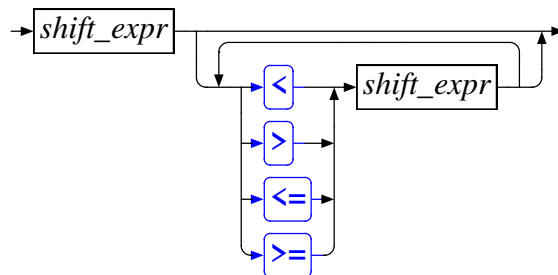 shift_expr
< shift_expr
>
<=
>=